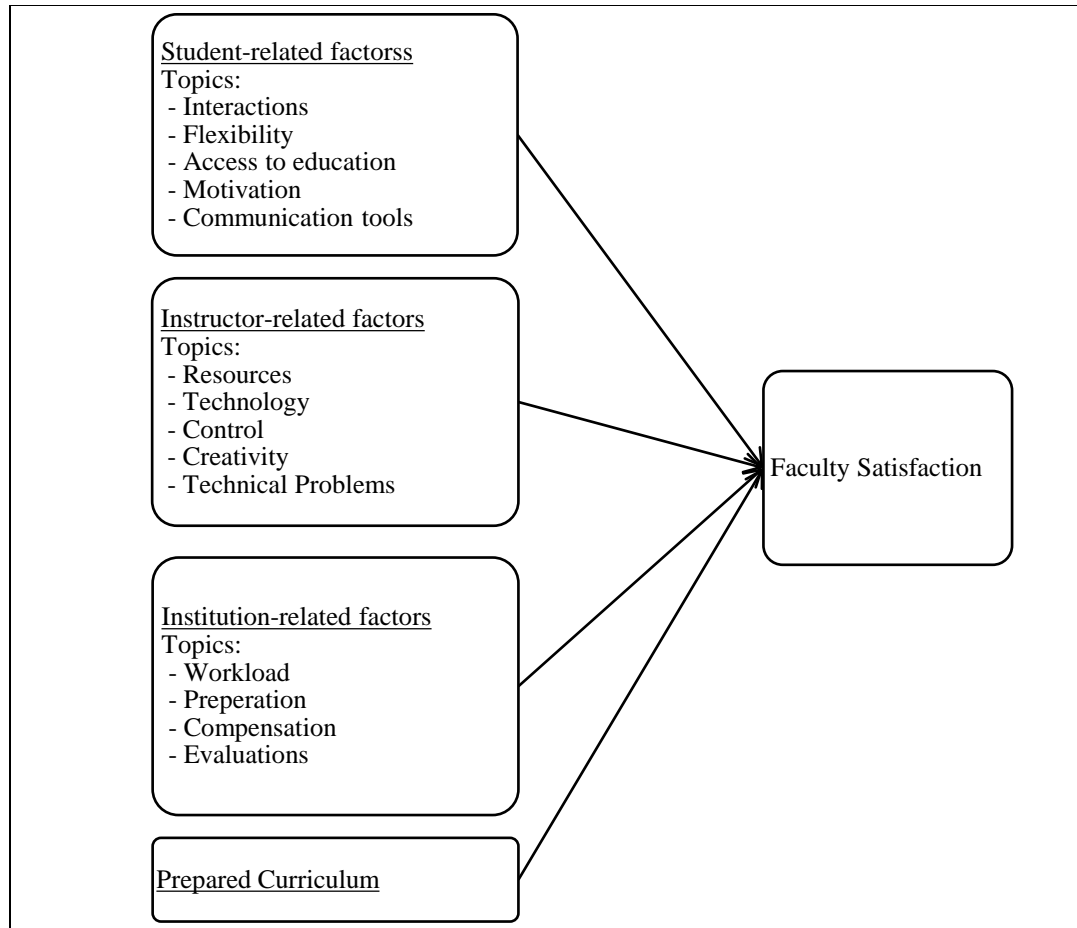 Student-related factorss
Topics:
- Interactions
- Flexibility
- Access to education
- Motivation
- Communication tools
Instructor-related factors
Topics:
- Resources
- Technology
- Control
- Creativity
- Technical Problems
Faculty Satisfaction
Institution-related factors
Topics:
- Workload
- Preperation
- Compensation
- Evaluations
Prepared Curriculum